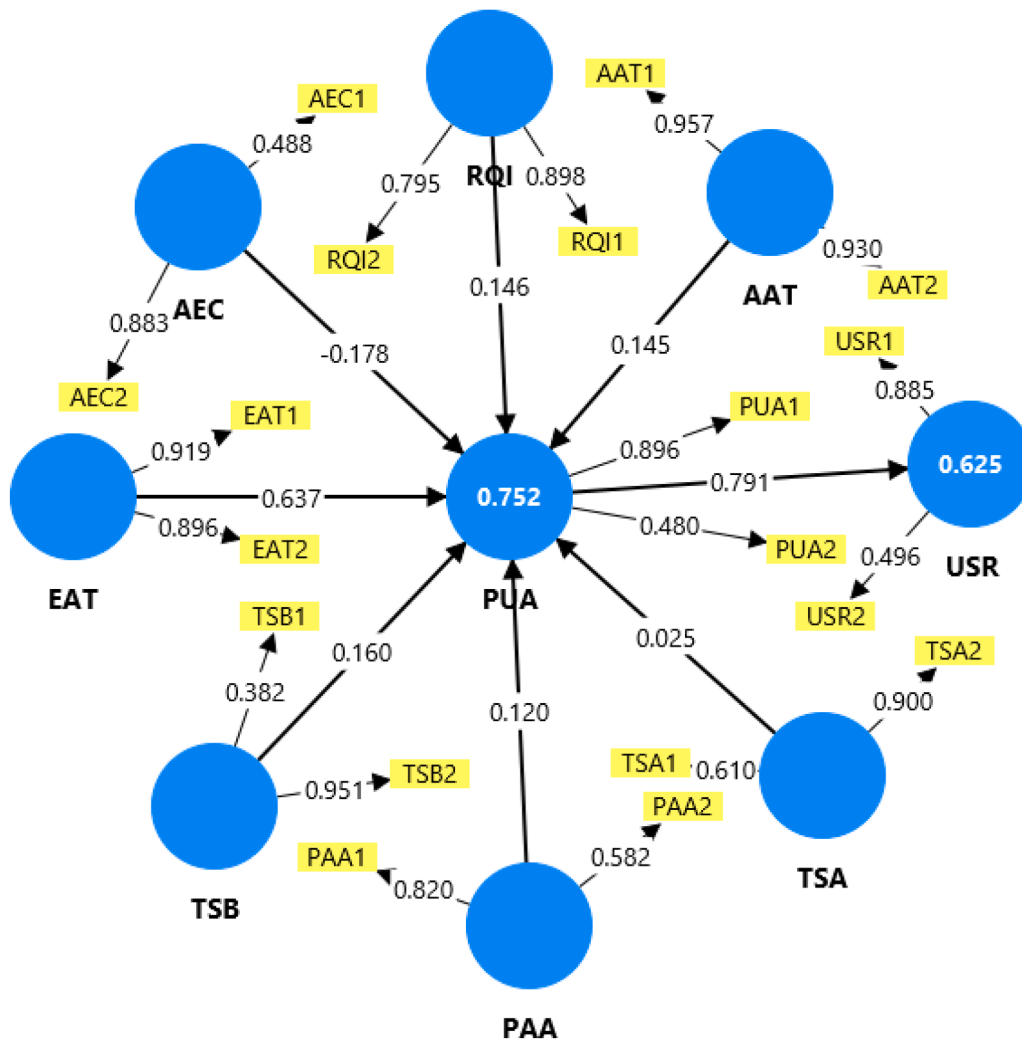 AAT1
AEC1
0.957
0.488
RQI
0.795
0.898
RQI1
0.930
RQI2
AAT2
0.146
AAT
AEC
0.883
USR1
0.145
-0.178
0.885
AEC2
PUA1
EAT1
0.919
0.896
0.625
0.791
0.752
0.637
0.896
0.480
EAT2
PUA2
0.496
USR
EAT
PUA
TSB1
USR2
0.160
0.025
TSA2
0.382
0.900
0.120
TSA1
0.610
TSB2
0.951
PAA2
PAA1
0.582
TSA
0.820
TSB
PAA